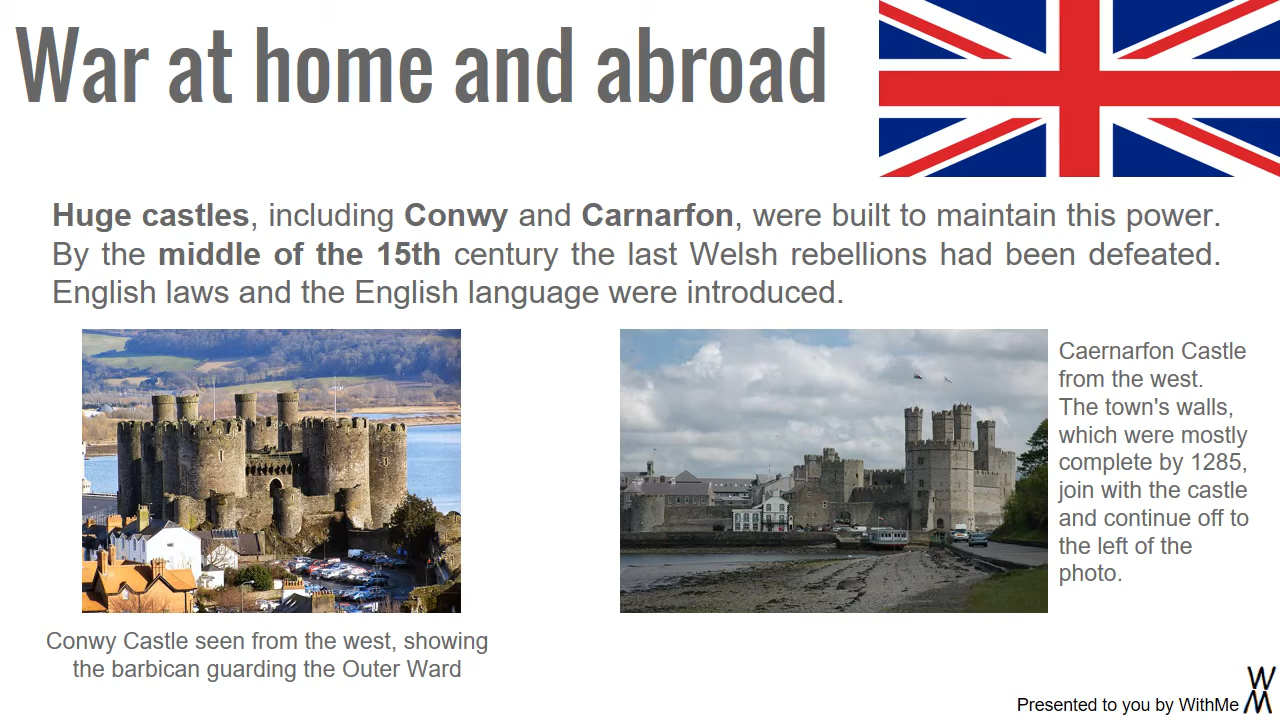 War at home and abroad
Huge castles, including Conwy and Carnarfon, were built to maintain this power.
By the middle of the 15th century the last Welsh rebellions had been defeated.
English laws and the English language were introduced.
Caernarfon Castle
from the west.
The town's walls,
which were mostly
complete by 1285,
join with the castle
and continue off to
the left of the
photo.
Conwy Castle seen from the west, showing
the barbican guarding the Outer Ward
Presented to you by WithMe
W
M